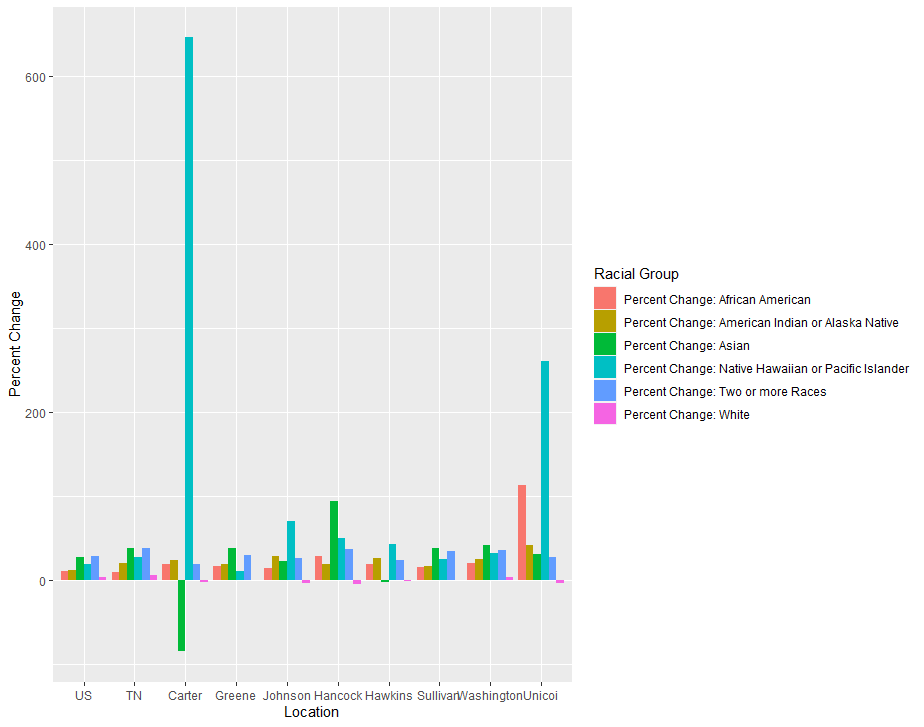 600
400
200
0
Percent Change
US TN Carter Greene Johnson Hancock Hawkins Sullivan Washington Unicoi
Location
Racial Group
Percent Change: African American
Percent Change: American Indian or Alaska Native
Percent Change: Asian
Percent Change: Native Hawaiian or Pacific Islander
Percent Change: Two or more Races
Percent Change: White